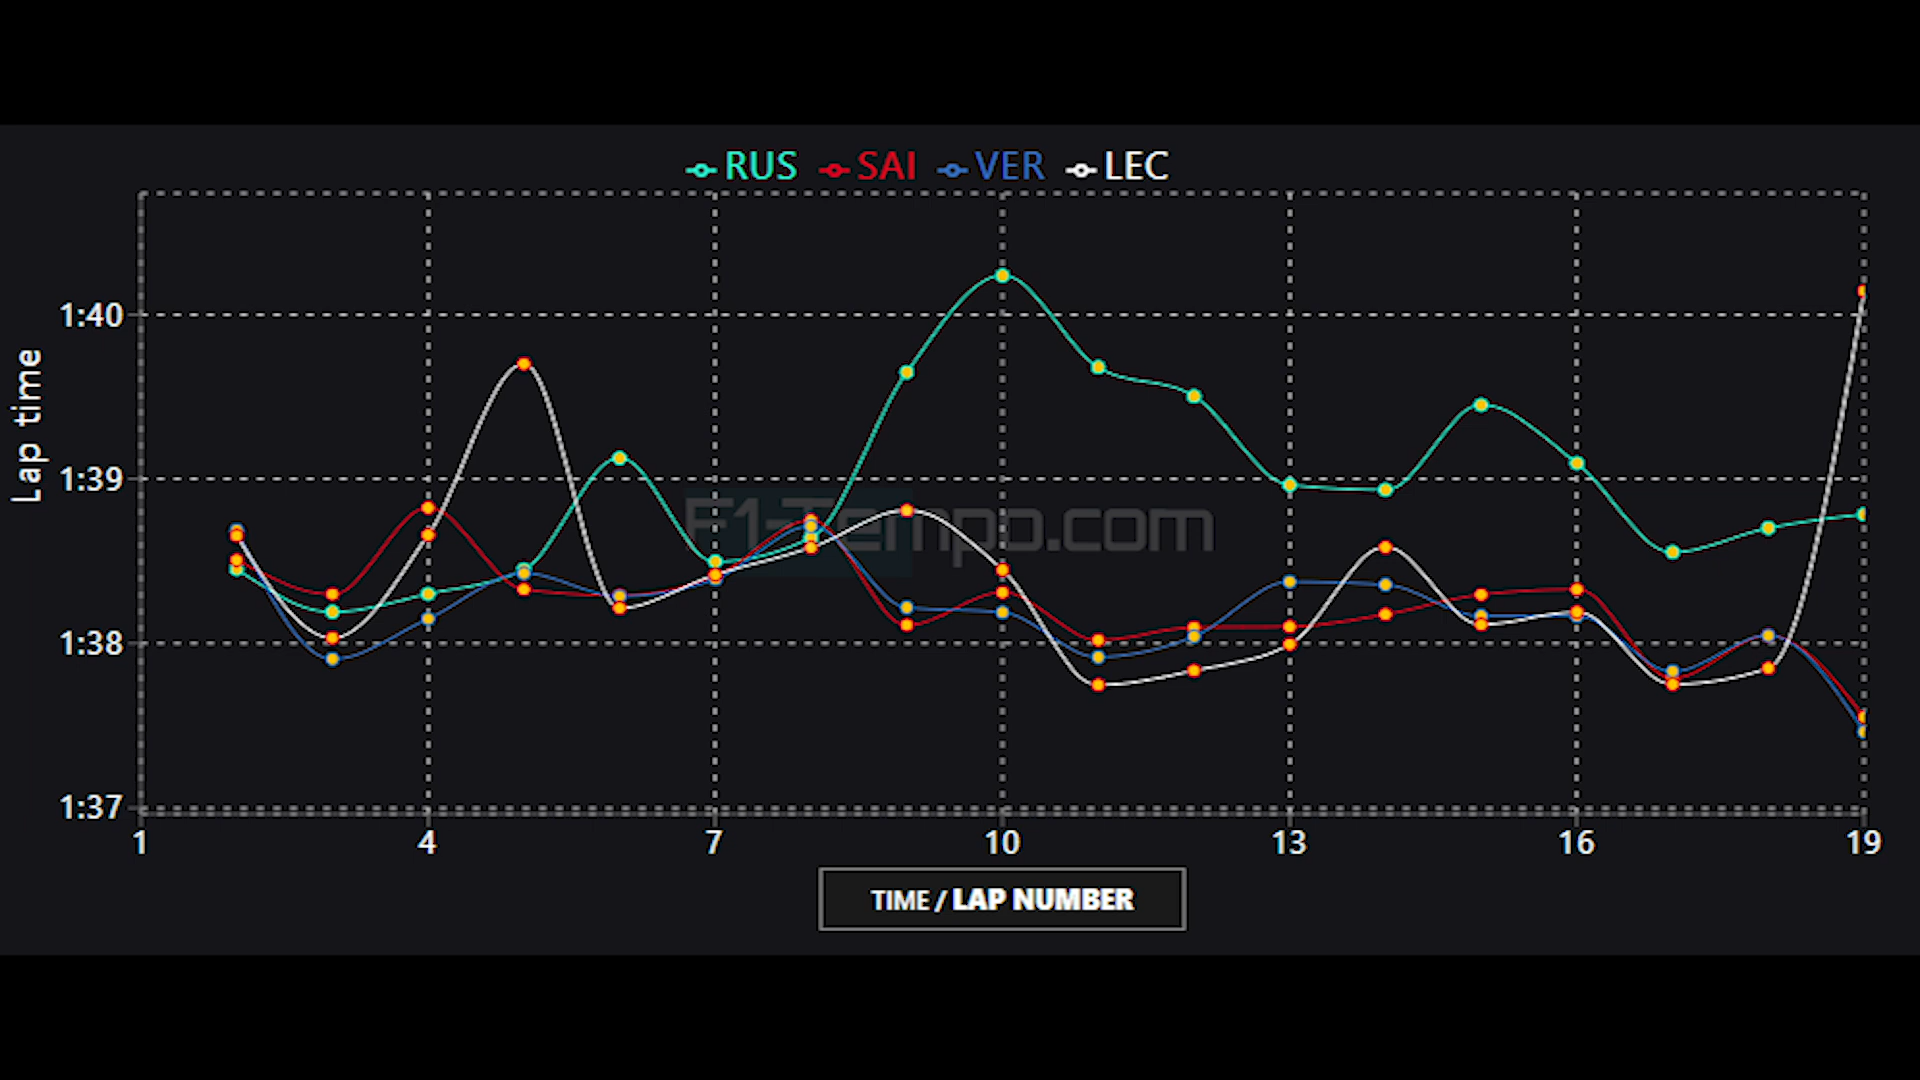 RUS SAI VER LEC
1:40
1:39
1:38
1:37
Lap time
F1-Tempo.com
1 4 7 10 13 16 19
TIME / LAP NUMBER